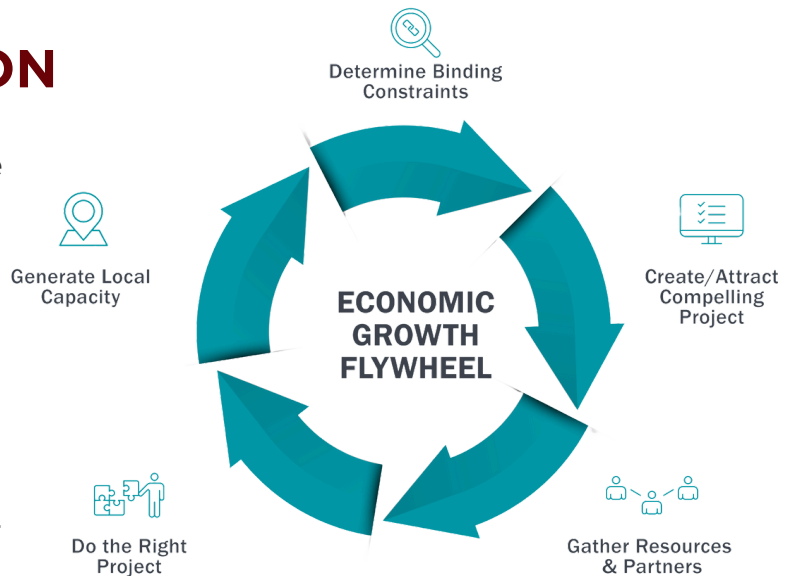 ON
Determine Binding
Constraints
Create/Attract
Compelling
Project
Gather Resources
& Partners
Do the Right
Project
Generate Local
Capacity
ECONOMIC
GROWTH
FLYWHEEL